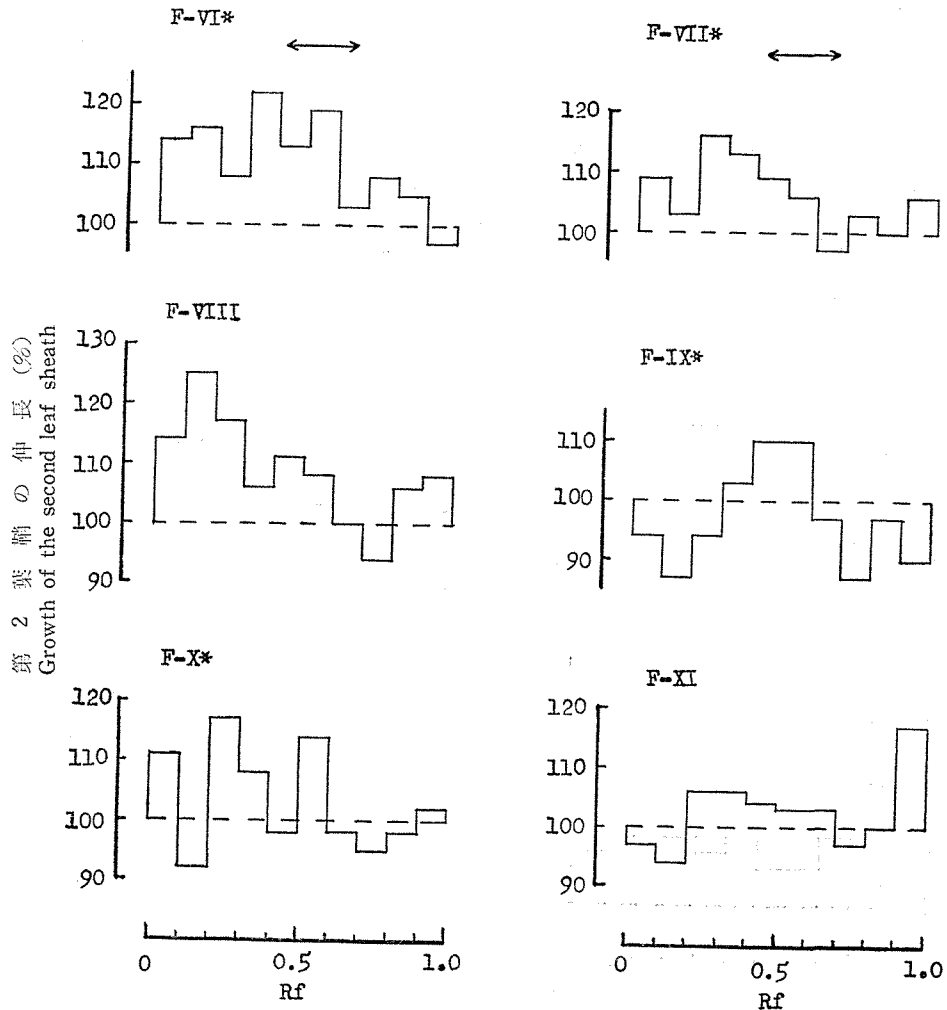 F-VI*
120
110
100
F-VII*
120
110
100
第 2 葉 鞘 の 伸 長 (%)
Growth of the second leaf sheath
F-VIII
130
120
110
100
90
F-IX*
110
100
90
F-X*
120
110
100
90
F-XI
120
110
100
90
0 0.5 1.0
Rf
0 0.5 1.0
Rf